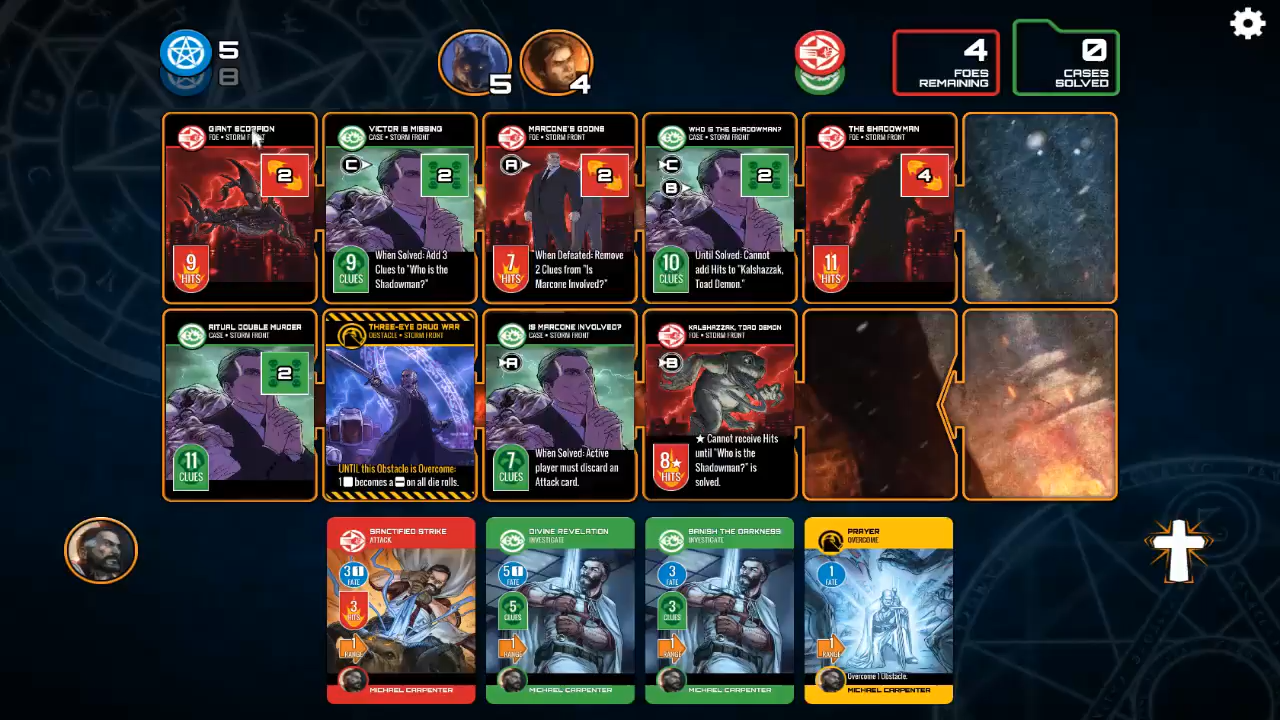 5
8
5
4
4
FOES
REMAINING
0
CASES
SOLVED
GIANT SCORPION
FOE • STORM FRONT
2
9
HITS
VICTOR IS MISSING
CASE • STORM FRONT
C
2
9
CLUES
When Solved: Add 3
Clues to "Who is the
Shadowman?"
MARCONE'S GOONS
FOE • STORM FRONT
A
2
7
HITS
When Defeated: Remove
2 Clues from "Is
Marcone Involved?"
WHO IS THE SHADOWMAN?
CASE • STORM FRONT
C
B
2
10
CLUES
Until Solved: Cannot
add Hits to "Kalshazzak,
Toad Demon."
THE SHADOWMAN
FOE • STORM FRONT
4
11
HITS
RITUAL DOUBLE MURDER
CASE • STORM FRONT
2
11
CLUES
THREE-EYE DRUG WAR
OBSTACLE • STORM FRONT
UNTIL this Obstacle is Overcome:
1 becomes a on all die rolls.
IS MARCONE INVOLVED?
CASE • STORM FRONT
A
7
CLUES
When Solved: Active
player must discard an
Attack card.
KALSHAZZAK, TOAD DEMON
FOE • STORM FRONT
B
8★
HITS
★ Cannot receive Hits
until "Who is the
Shadowman?" is
solved.
SANCTIFIED STRIKE
ATTACK
3
FATE
3
HITS
1
RANGE
MICHAEL CARPENTER
DIVINE REVELATION
INVESTIGATE
5
FATE
5
CLUES
1
RANGE
MICHAEL CARPENTER
BANISH THE DARKNESS
INVESTIGATE
3
FATE
3
CLUES
1
RANGE
MICHAEL CARPENTER
PRAYER
OVERCOME
1
FATE
1
RANGE
Overcome 1 Obstacle.
MICHAEL CARPENTER